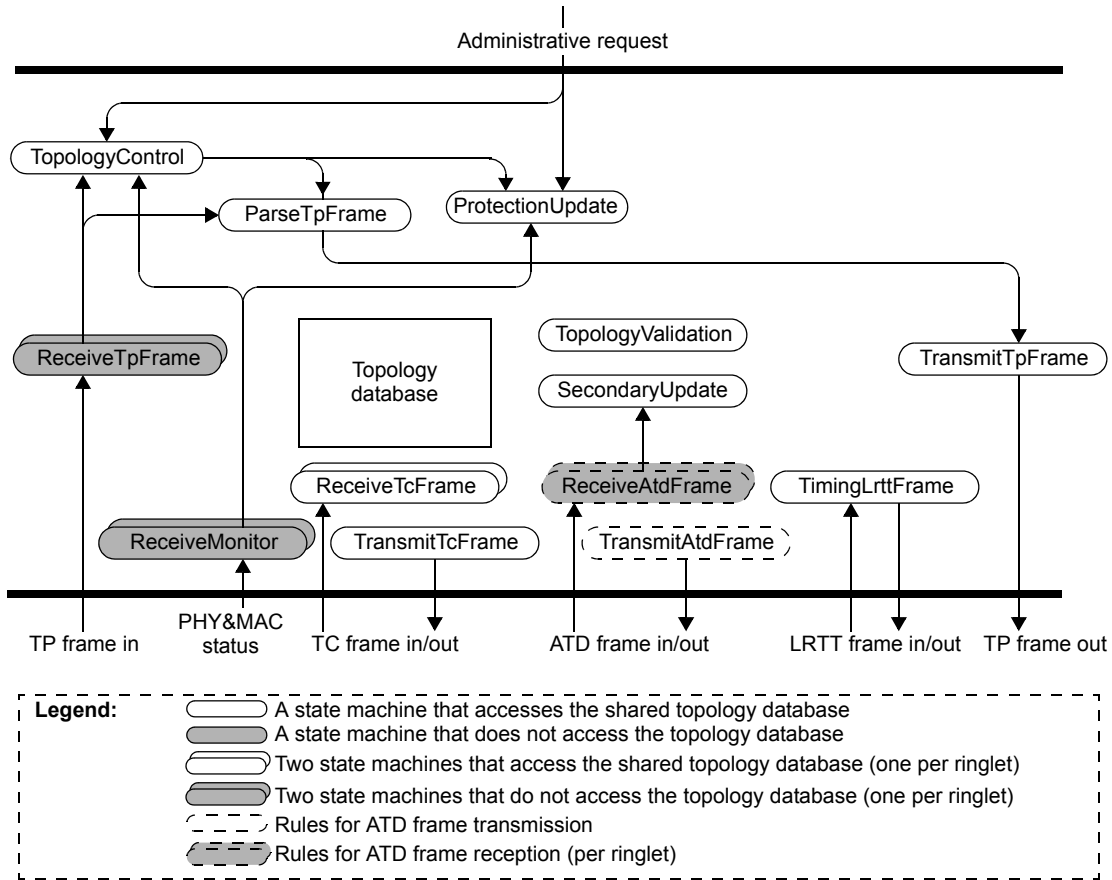 Administrative request
TopologyControl
ParseTpFrame
ProtectionUpdate
ReceiveTpFrame
Topology
database
TopologyValidation
TransmitTpFrame
SecondaryUpdate
ReceiveTcFrame
ReceiveAtdFrame
TimingLrttFrame
ReceiveMonitor
TransmitTcFrame
TransmitAtdFrame
TP frame in
PHY&MAC
status
TC frame in/out
ATD frame in/out
LRTT frame in/out
TP frame out
Legend:
A state machine that accesses the shared topology database
A state machine that does not access the topology database
Two state machines that access the shared topology database (one per ringlet)
Two state machines that do not access the topology database (one per ringlet)
Rules for ATD frame transmission
Rules for ATD frame reception (per ringlet)